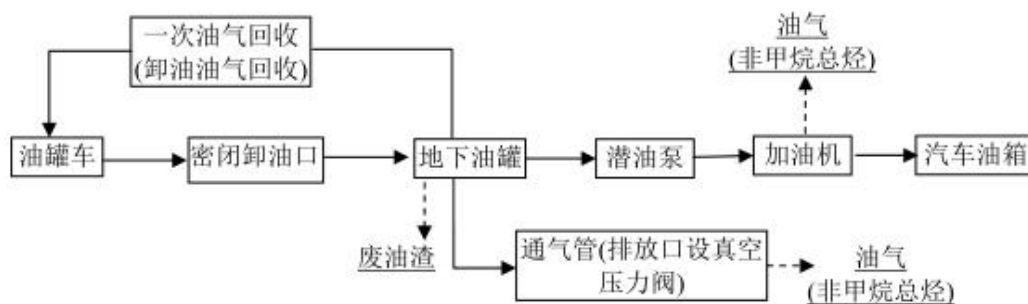 一次油气回收
(卸油油气回收)
油气
(非甲烷总烃)
油罐车
密闭卸油口
地下油罐
潜油泵
加油机
汽车油箱
废油渣
通气管(排放口设真空
压力阀)
油气
(非甲烷总烃)